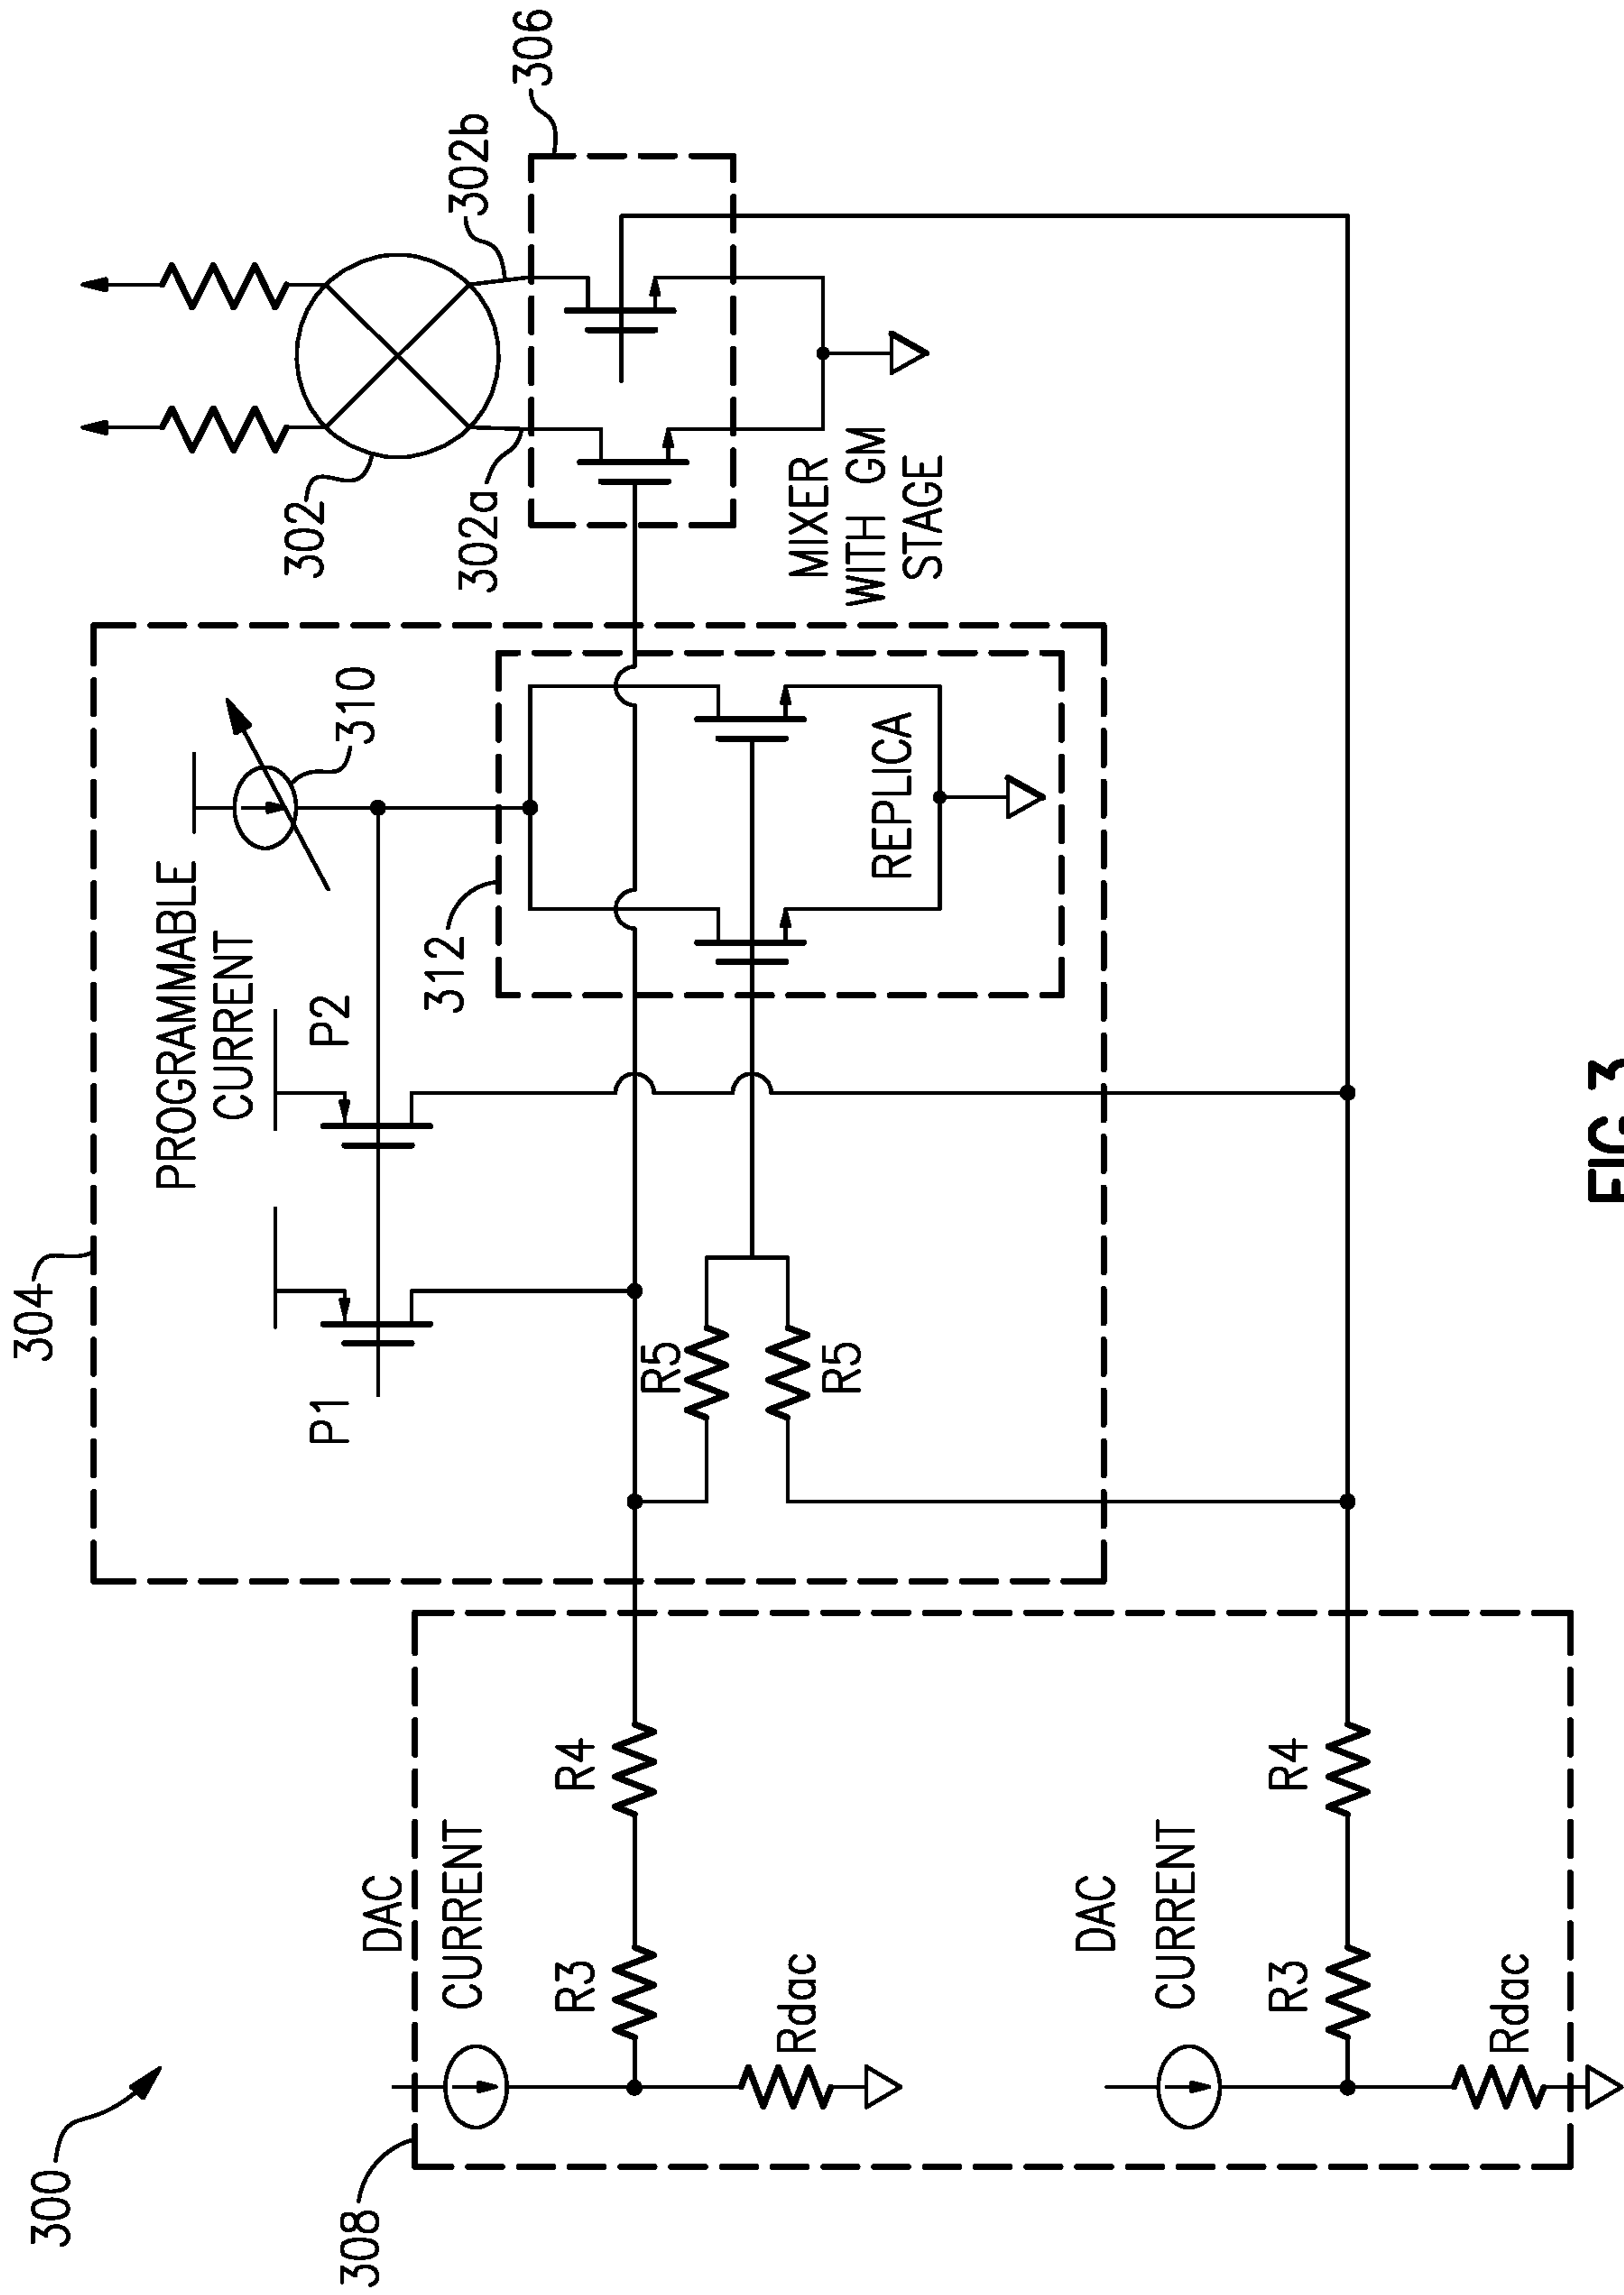 300
304
PROGRAMMABLE
CURRENT
P1
P2
310
312
302
302a
302b
306
308
DAC
CURRENT
R3
R4
Rdac
R5
R5
REPLICA
MIXER
WITH GM
STAGE
DAC
CURRENT
R3
R4
Rdac
FIG.3